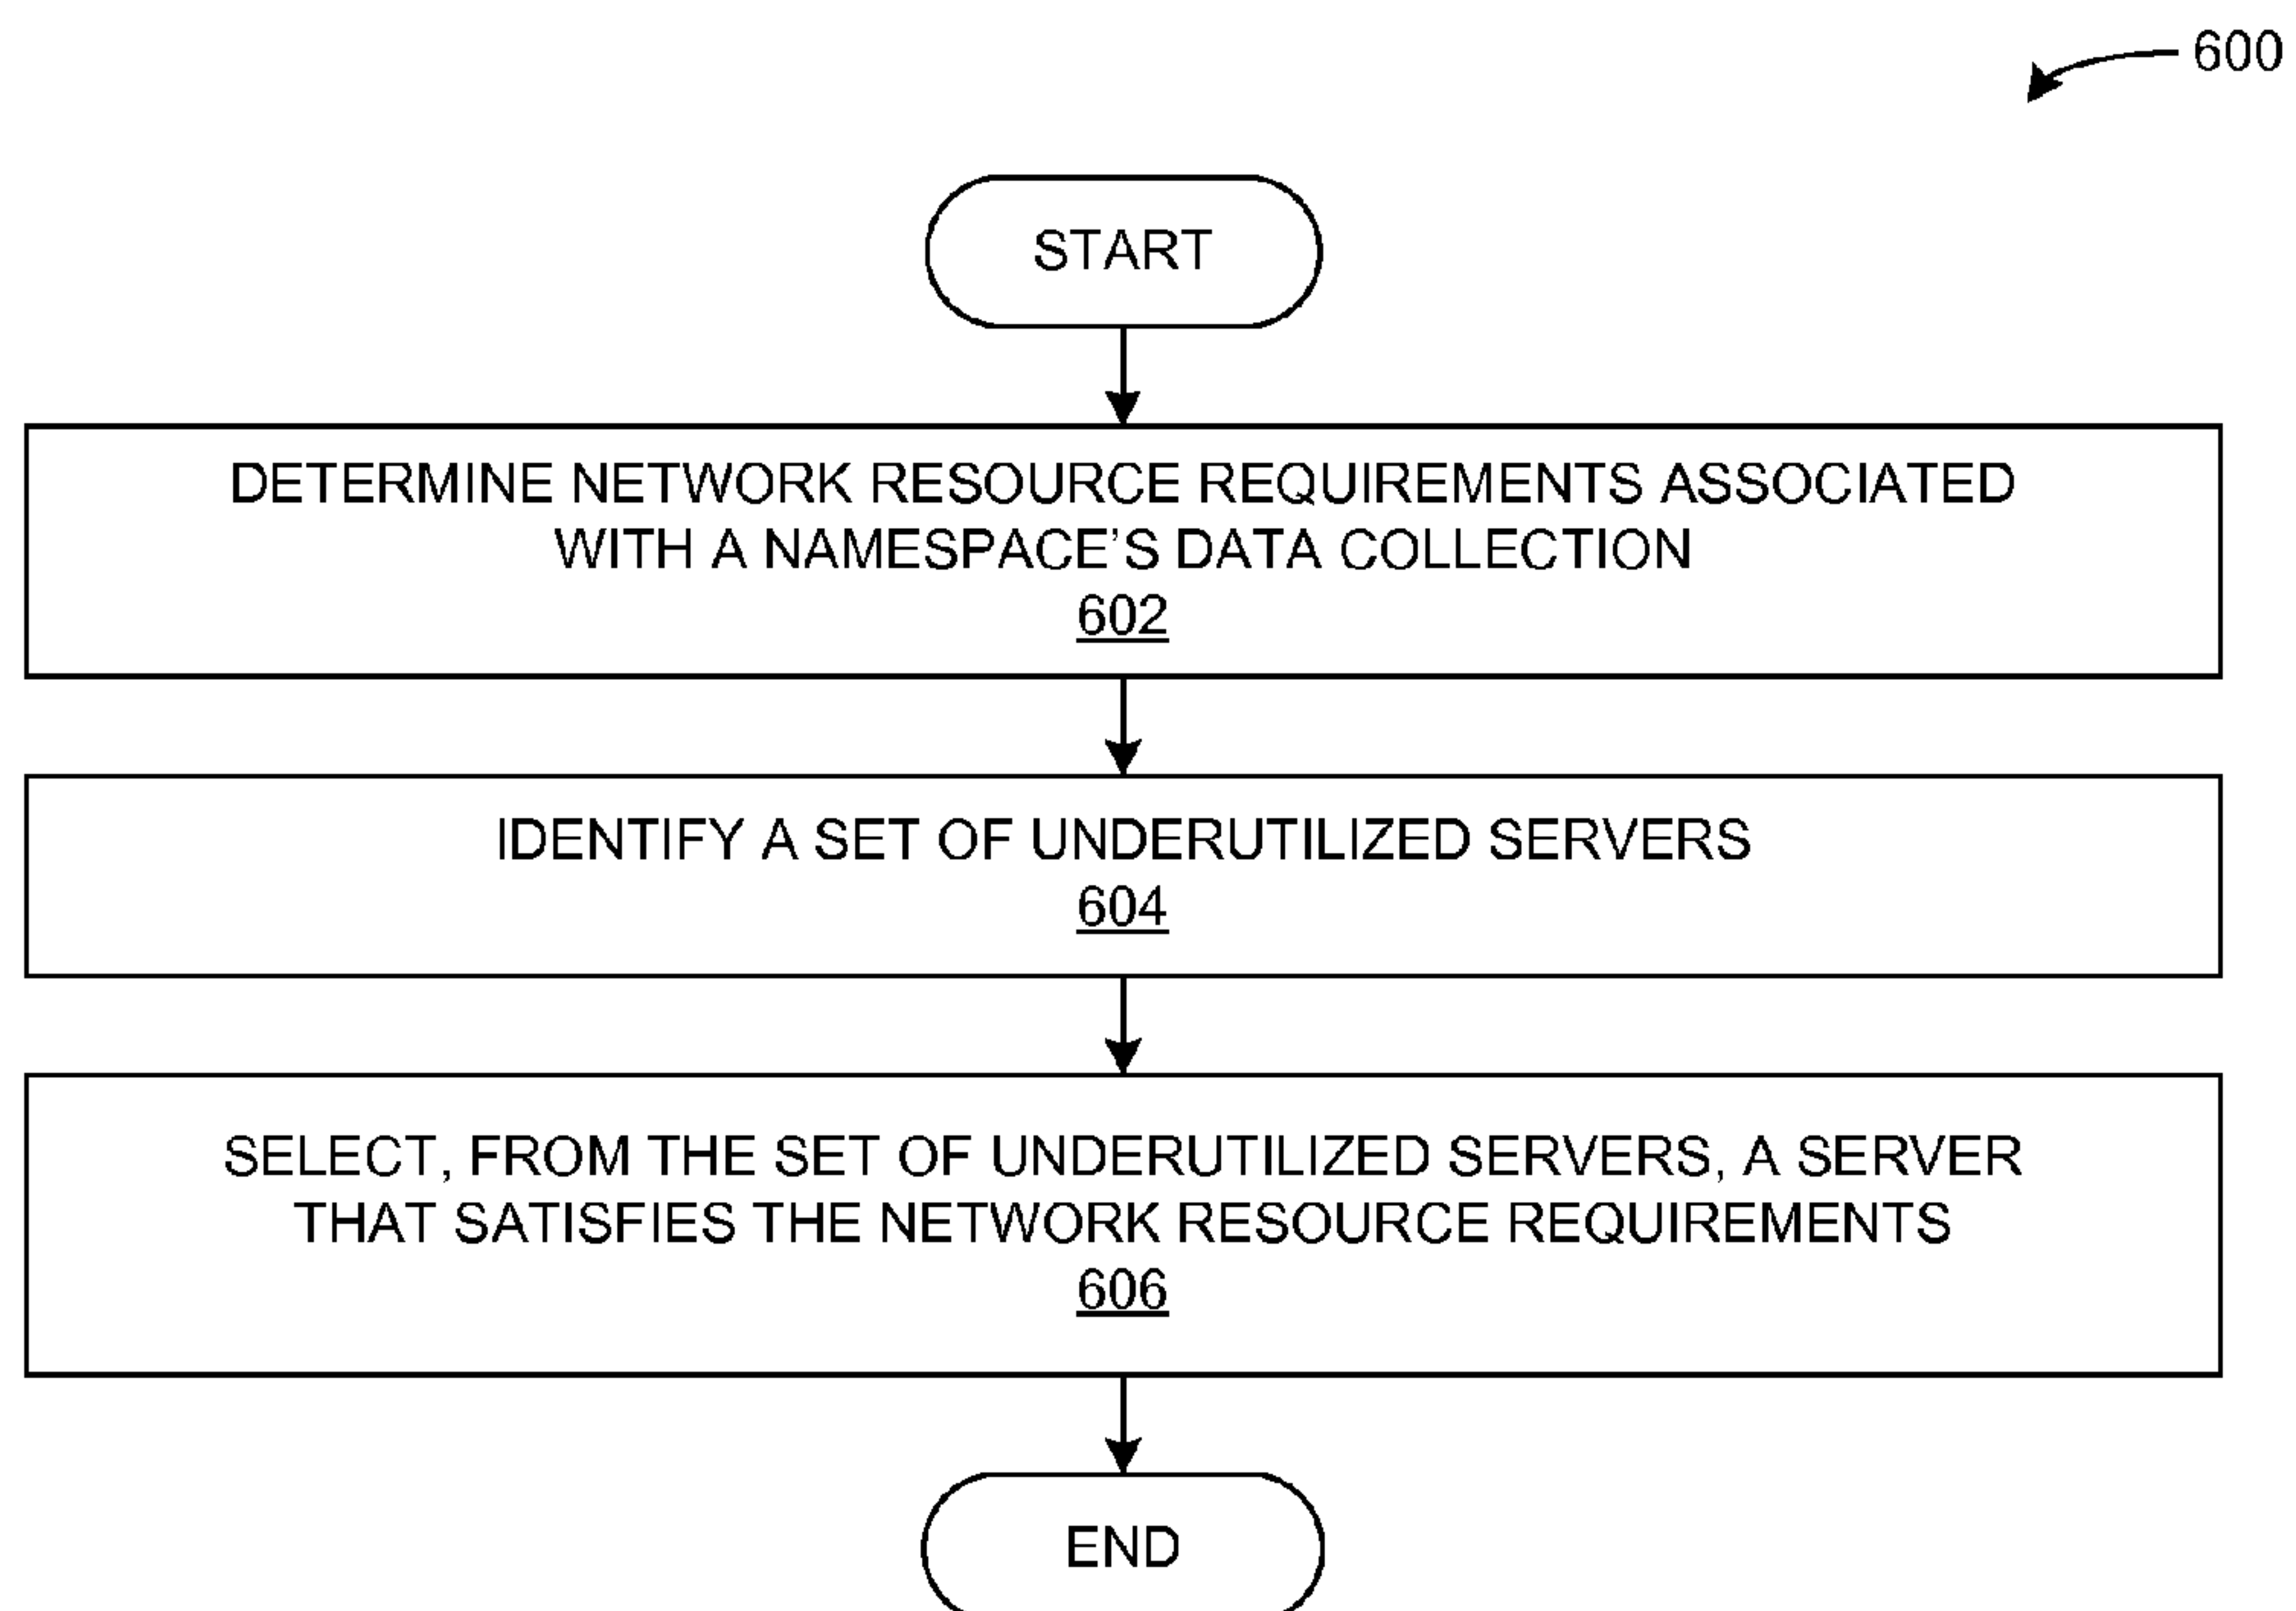 600
START
DETERMINE NETWORK RESOURCE REQUIREMENTS ASSOCIATED
WITH A NAMESPACE’S DATA COLLECTION
602
IDENTIFY A SET OF UNDERUTILIZED SERVERS
604
SELECT, FROM THE SET OF UNDERUTILIZED SERVERS, A SERVER
THAT SATISFIES THE NETWORK RESOURCE REQUIREMENTS
606
END